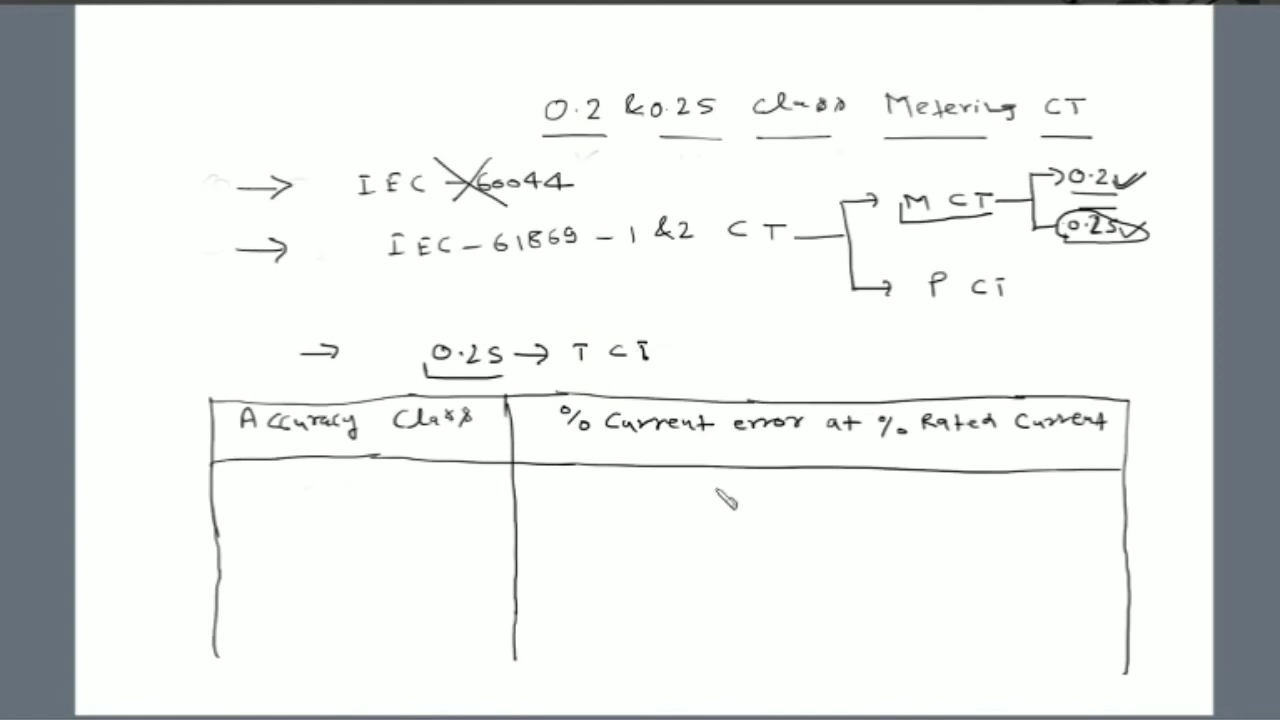 0.2 & 0.2S Class Metering CT
→ IEC - 60044
→ IEC - 61869 - 1 & 2 CT → M CT → 0.2 ✓
0.2S ✓
→ P CT
→ 0.2S → T CT
Accuracy Class % Current error at % Rated Current